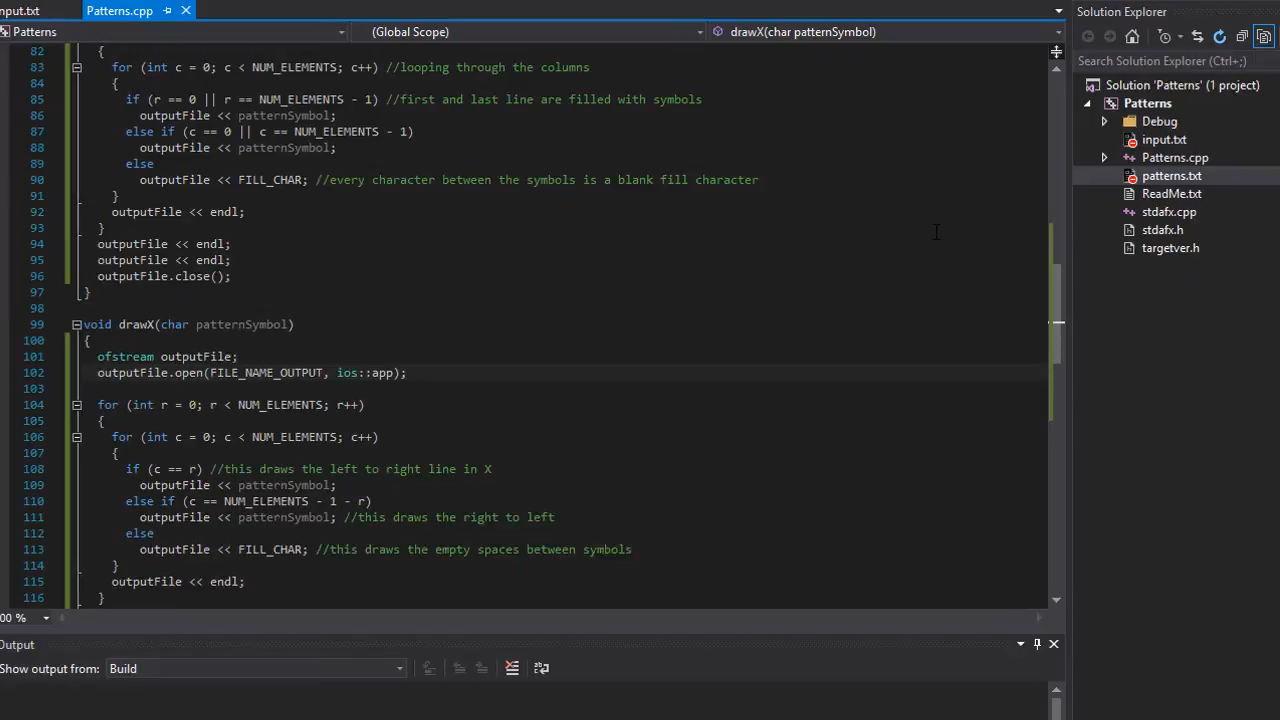 nput.txt
Patterns.cpp
Patterns
(Global Scope)
drawX(char patternSymbol)
82 {
83 for (int c = 0; c < NUM_ELEMENTS; c++) //looping through the columns
84 {
85 if (r == 0 || r == NUM_ELEMENTS - 1) //first and last line are filled with symbols
86 outputFile << patternSymbol;
87 else if (c == 0 || c == NUM_ELEMENTS - 1)
88 outputFile << patternSymbol;
89 else
90 outputFile << FILL_CHAR; //every character between the symbols is a blank fill character
91 }
92 outputFile << endl;
93 }
94 outputFile << endl;
95 outputFile << endl;
96 outputFile.close();
97 }
98
99 void drawX(char patternSymbol)
100 {
101 ofstream outputFile;
102 outputFile.open(FILE_NAME_OUTPUT, ios::app);
103
104 for (int r = 0; r < NUM_ELEMENTS; r++)
105 {
106 for (int c = 0; c < NUM_ELEMENTS; c++)
107 {
108 if (c == r) //this draws the left to right line in X
109 outputFile << patternSymbol;
110 else if (c == NUM_ELEMENTS - 1 - r)
111 outputFile << patternSymbol; //this draws the right to left
112 else
113 outputFile << FILL_CHAR; //this draws the empty spaces between symbols
114 }
115 outputFile << endl;
116 }
00 %
Output
Show output from: Build
Solution Explorer
Search Solution Explorer (Ctrl+;)
Solution 'Patterns' (1 project)
Patterns
Debug
input.txt
Patterns.cpp
patterns.txt
ReadMe.txt
stdafx.cpp
stdafx.h
targetver.h